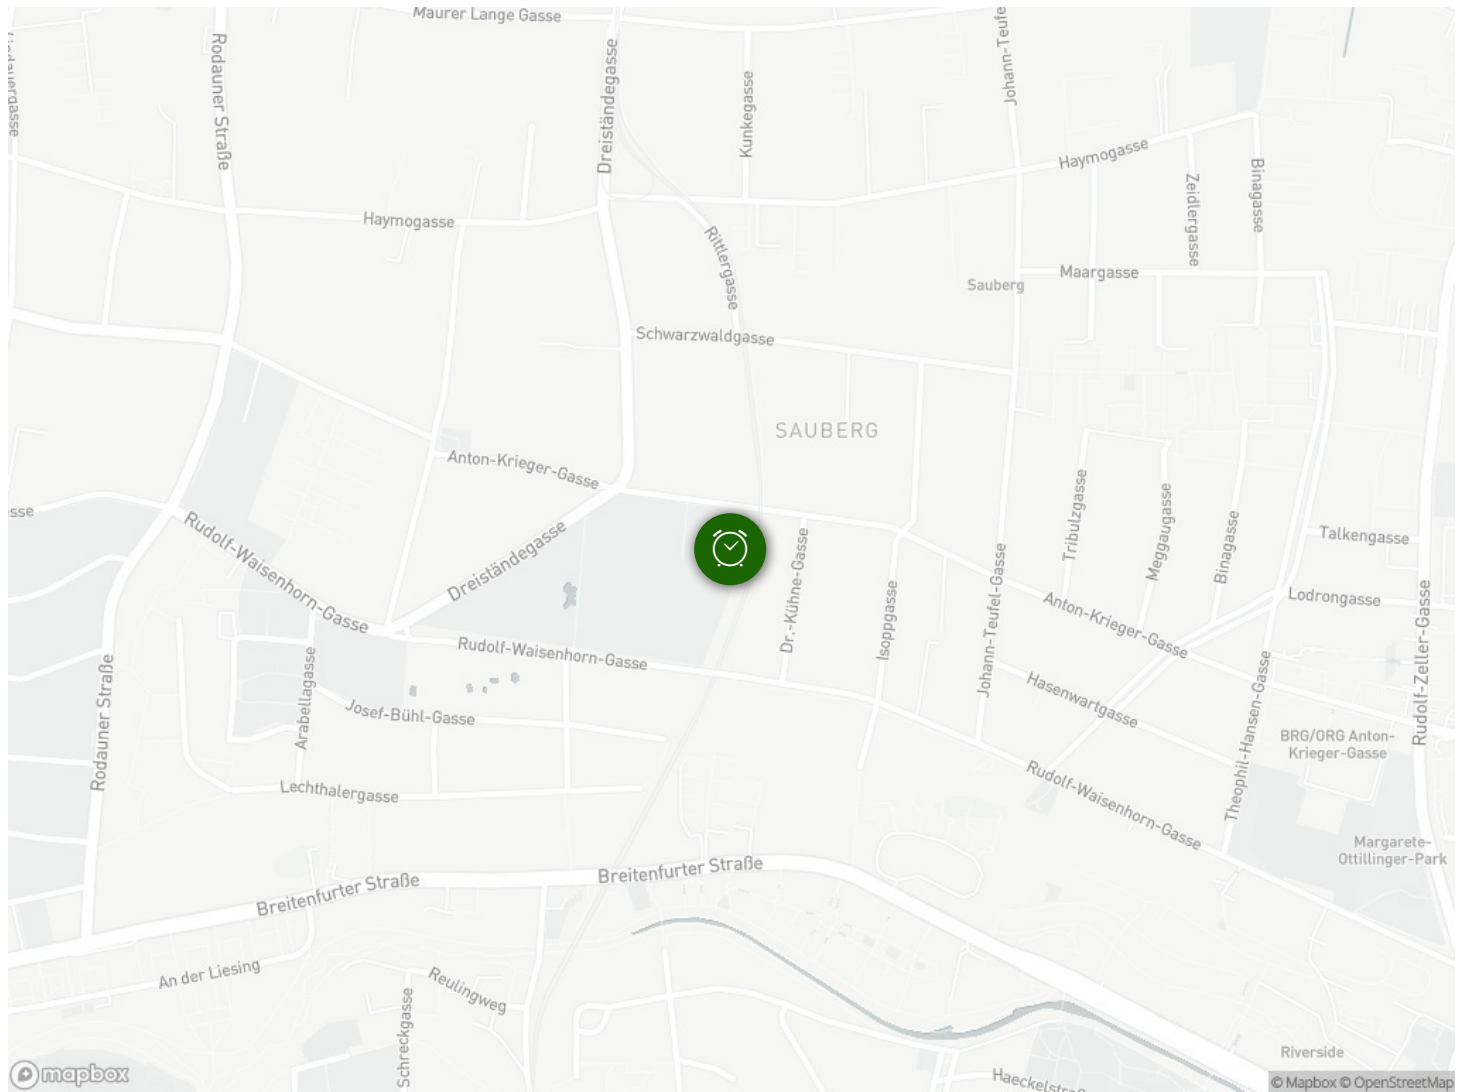 Maurer Lange Gasse
Rodauner Straße
Dreiständegasse
Kunkegasse
Johann-Teufe
Haymogasse
Zeidlergasse
Binagasse
Haymogasse
Rittlergasse
Maargasse
Sauberg
Schwarzwaldgasse
SAUBERG
Anton-Krieger-Gasse
sse
Rudolf-Waisenhorn-Gasse
Dreiständegasse
Tribulzgasse
Meggaugasse
Binagasse
Talkengasse
Lodrongasse
Dr.-Kühne-Gasse
Isoppgasse
Johann-Teufel-Gasse
Anton-Krieger-Gasse
Rudolf-Zeller-Gasse
Rudolf-Waisenhorn-Gasse
Arabellagasse
Josef-Bühl-Gasse
Rodauner Straße
Hasenwartgasse
Theophil-Hansen-Gasse
BRG/ORG Anton-
Krieger-Gasse
Lechthalergasse
Rudolf-Waisenhorn-Gasse
Margarete-
Ottillinger-Park
Breitenfurter Straße
Breitenfurter Straße
An der Liesing
Reulingweg
Schreckgasse
Riverside
Haeckelstra
mapbox
© Mapbox © OpenStreetMap